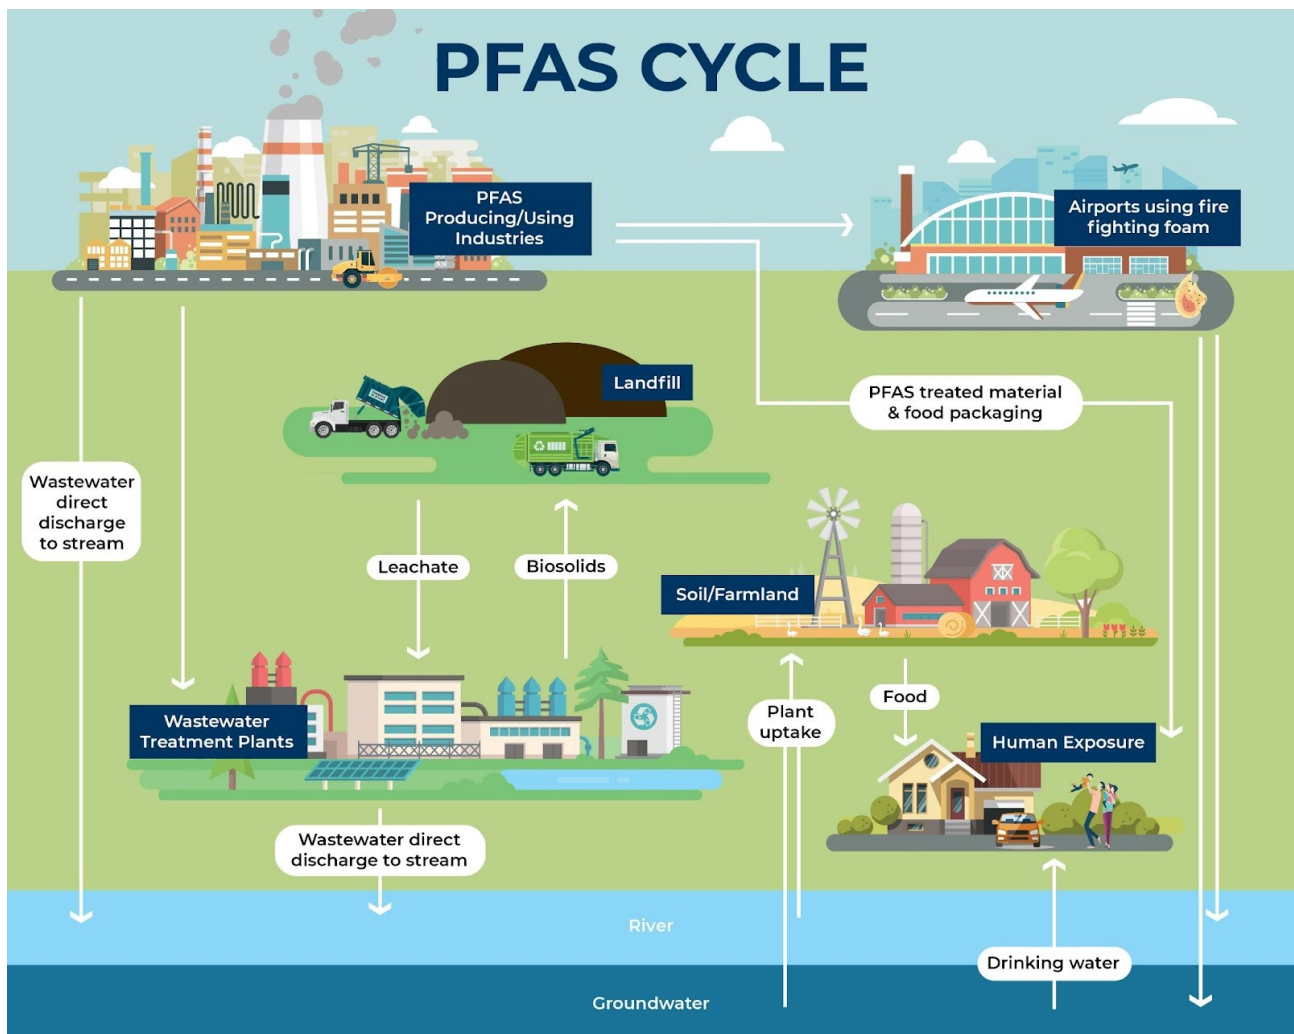 PFAS CYCLE
PFAS
Producing/Using
Industries
Airports using fire
fighting foam
Landfill
PFAS treated material
& food packaging
Wastewater
direct
discharge
to stream
Leachate
Biosolids
Soil/Farmland
Wastewater
Treatment Plants
Plant
uptake
Food
Human Exposure
Wastewater direct
discharge to stream
River
Drinking water
Groundwater